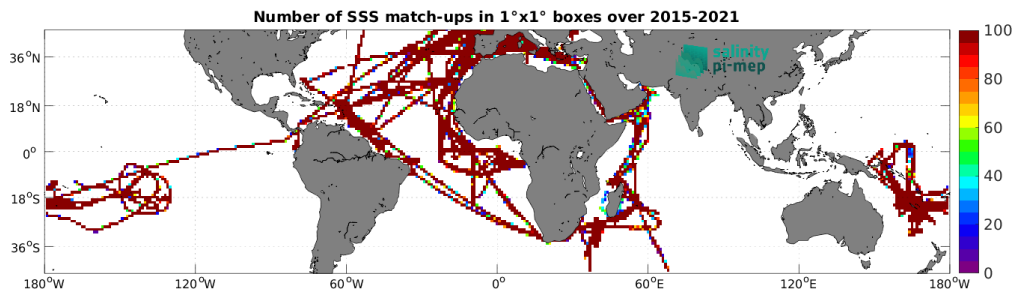 Number of SSS match-ups in 1°x1° boxes over 2015-2021
100
36°N
salinity
pi-mep
80
18°N
60
0°
40
18°S
20
36°S
0
180°W 120°W 60°W 0° 60°E 120°E 180°W